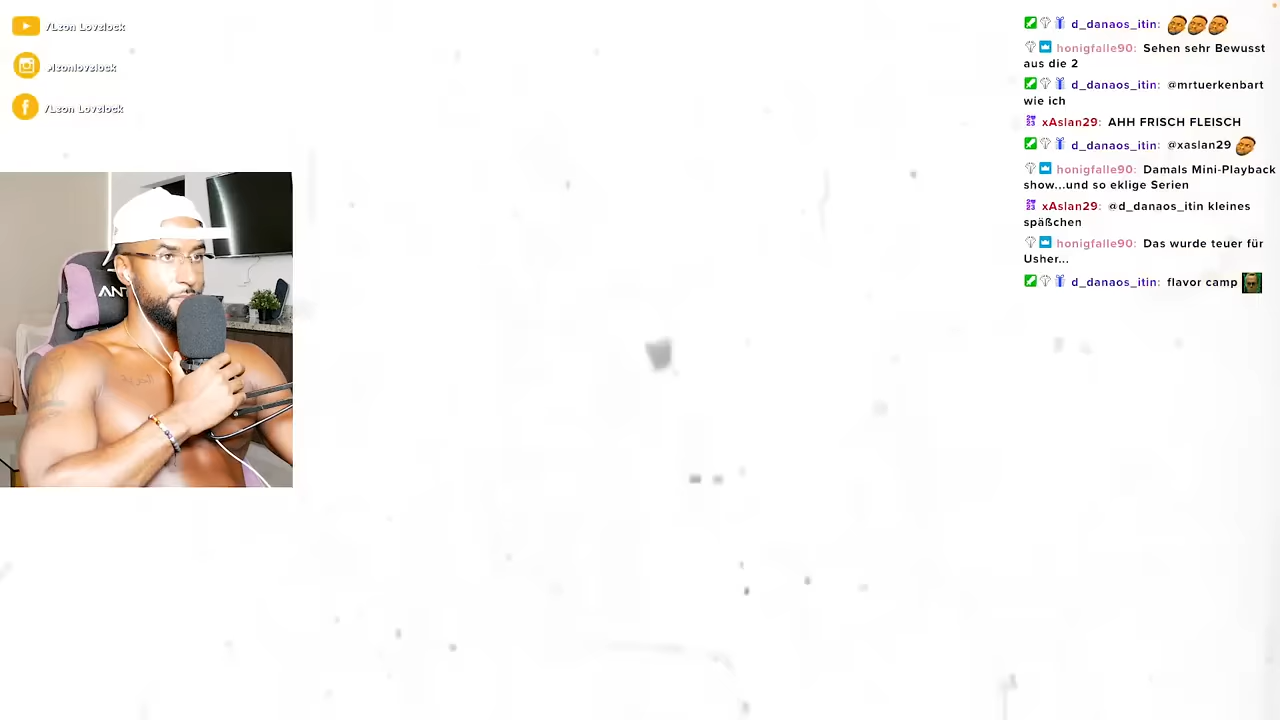 /Leon Lovelock
leonlovelock
/Leon Lovelock
AN
d_danaos_itin:
honigfalle90: Sehen sehr Bewusst
aus die 2
d_danaos_itin: @mrtuerkenbart
wie ich
xAslan29: AHH FRISCH FLEISCH
d_danaos_itin: @xaslan29
honigfalle90: Damals Mini-Playback
show...und so eklige Serien
xAslan29: @d_danaos_itin kleines
späßchen
honigfalle90: Das wurde teuer für
Usher...
d_danaos_itin: flavor camp